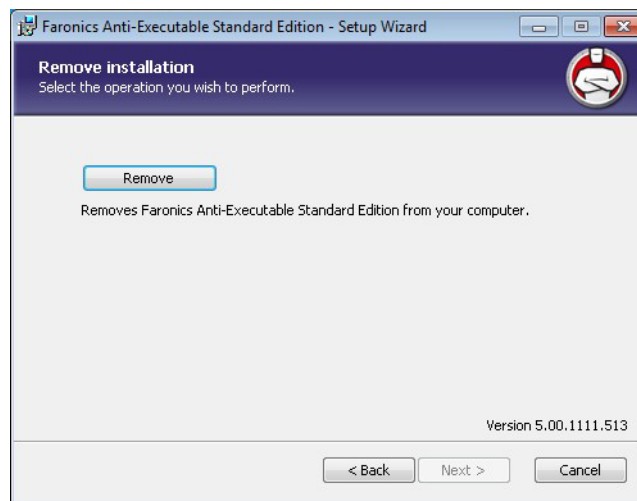 Faronics Anti-Executable Standard Edition - Setup Wizard
Remove installation
Select the operation you wish to perform.
Remove
Removes Faronics Anti-Executable Standard Edition from your computer.
Version 5.00.1111.513
< Back Next > Cancel